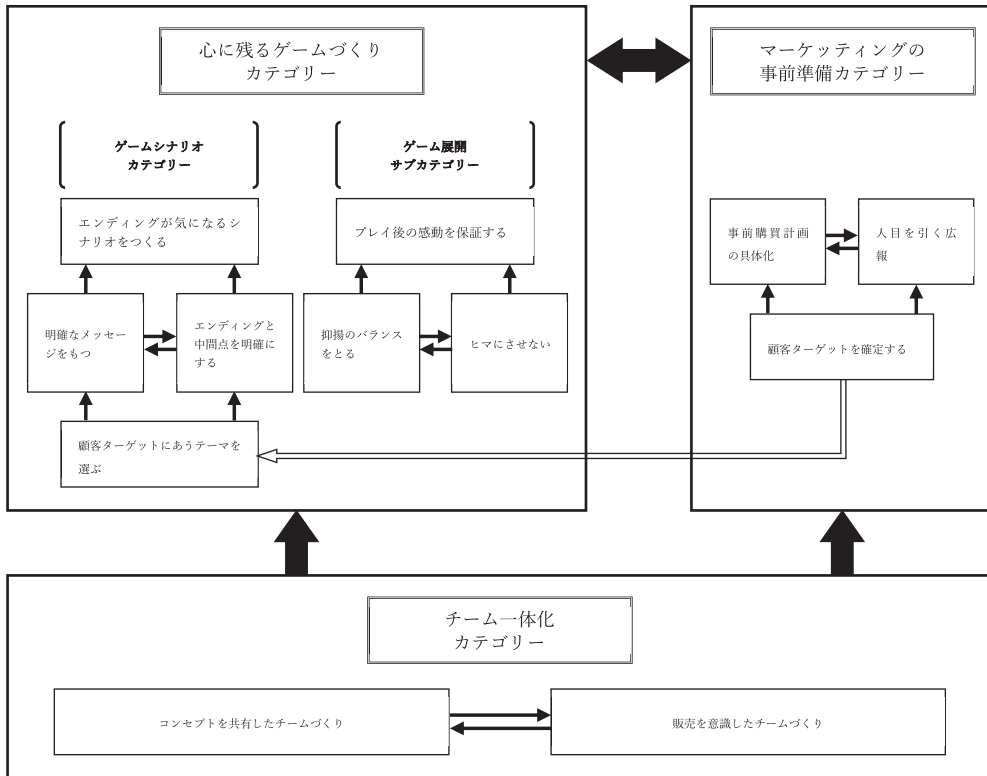 心に残るゲームづくり
カテゴリー
マーケッティングの
事前準備カテゴリー
ゲームシナリオ
カテゴリー
ゲーム展開
サブカテゴリー
エンディングが気になるシ
ナリオをつくる
プレイ後の感動を保証する
事前購買計画
の具体化
人目を引く広
報
明確なメッセー
ジをもつ
エンディングと
中間点を明確に
する
抑揚のバランス
をとる
ヒマにさせない
顧客ターゲットを確定する
顧客ターゲットにあうテーマを
選ぶ
チーム一体化
カテゴリー
コンセプトを共有したチームづくり
販売を意識したチームづくり